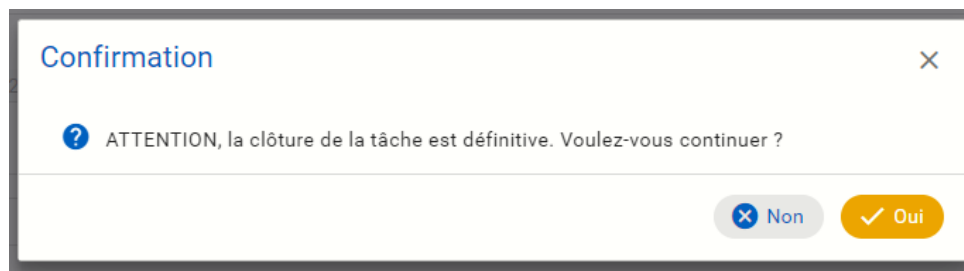 Confirmation
ATTENTION, la clôture de la tâche est définitive. Voulez-vous continuer ?
Non
Oui